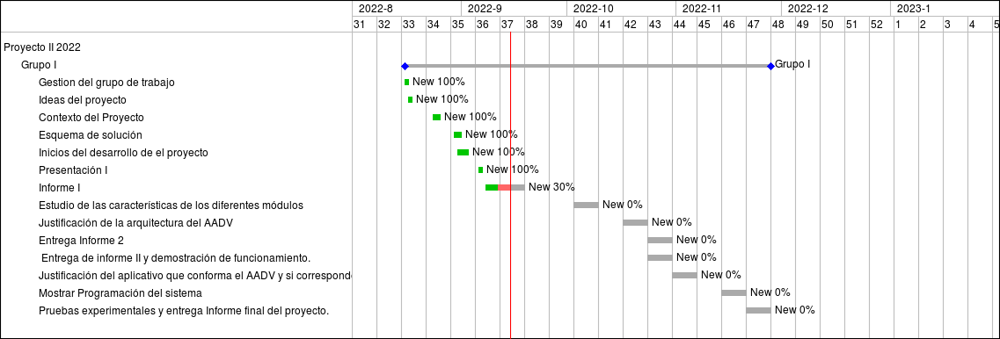 2022-8 2022-9 2022-10 2022-11 2022-12 2023-1
31 32 33 34 35 36 37 38 39 40 41 42 43 44 45 46 47 48 49 50 51 52 1 2 3 4 5
Proyecto II 2022
Grupo I Grupo I
Gestion del grupo de trabajo New 100%
Ideas del proyecto New 100%
Contexto del Proyecto New 100%
Esquema de solución New 100%
Inicios del desarrollo de el proyecto New 100%
Presentación I New 100%
Informe I New 30%
Estudio de las características de los diferentes módulos New 0%
Justificación de la arquitectura del AADV New 0%
Entrega Informe 2 New 0%
Entrega de informe II y demostración de funcionamiento. New 0%
Justificación del aplicativo que conforma el AADV y si correspond New 0%
Mostrar Programación del sistema New 0%
Pruebas experimentales y entrega Informe final del proyecto. New 0%